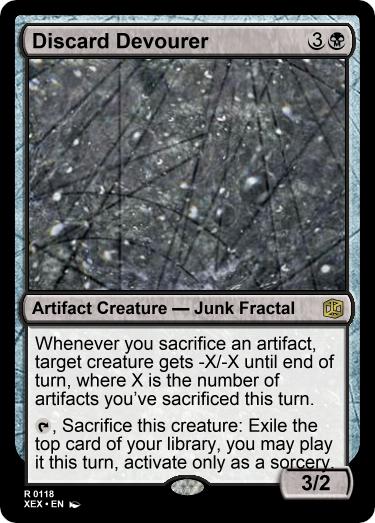 Discard Devourer 3
Artifact Creature — Junk Fractal
Whenever you sacrifice an artifact,
target creature gets -X/-X until end of
turn, where X is the number of
artifacts you've sacrificed this turn.
, Sacrifice this creature: Exile the
top card of your library, you may play
it this turn, activate only as a sorcery.
3/2
R 0118
XEX • EN